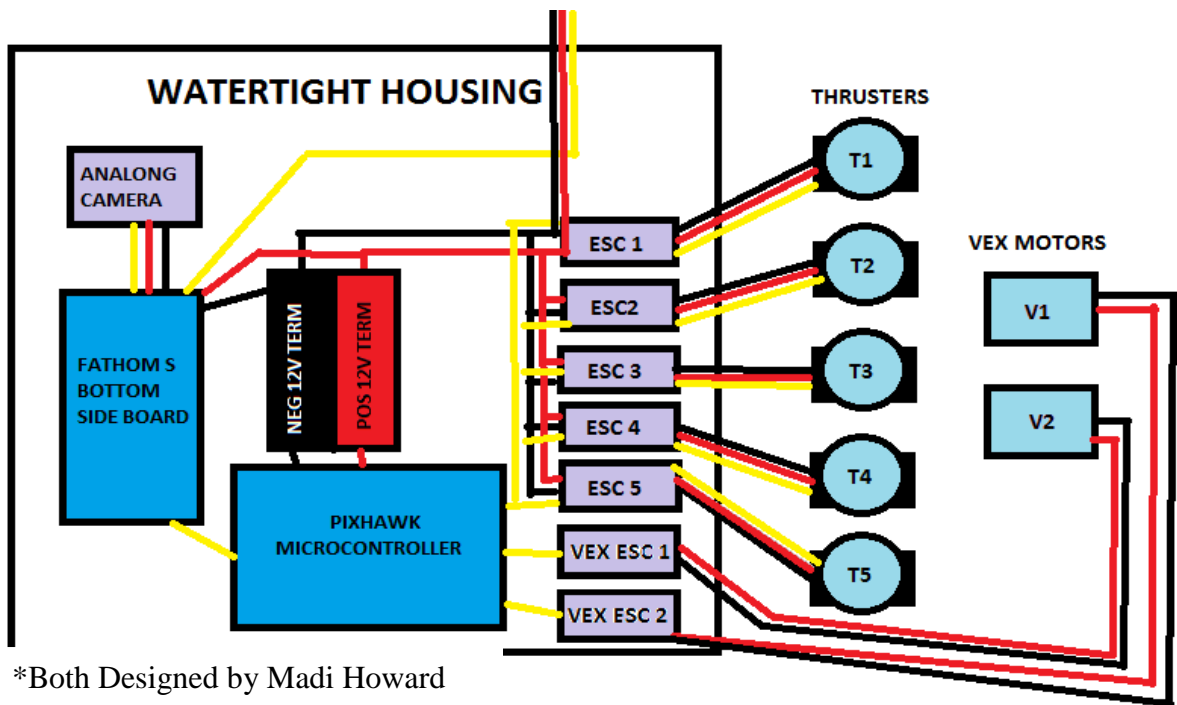 WATERTIGHT HOUSING
THRUSTERS
ANALONG
CAMERA
T1
ESC 1
VEX MOTORS
T2
ESC2
V1
FATHOM S
BOTTOM
SIDE BOARD
NEG 12V TERM
POS 12V TERM
ESC 3
T3
ESC 4
V2
T4
ESC 5
PIXHAWK
MICROCONTROLLER
VEX ESC 1
T5
VEX ESC 2
*Both Designed by Madi Howard